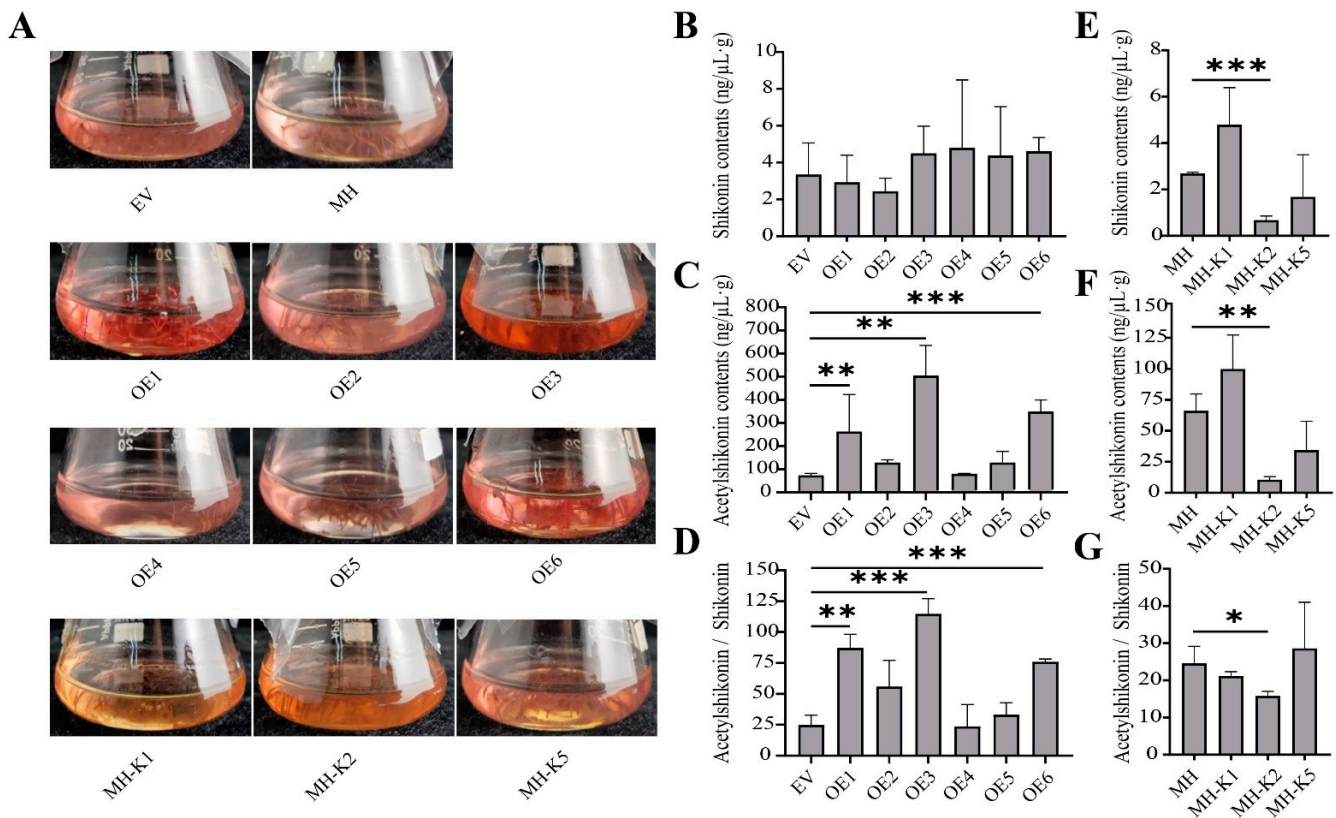 A
EV
MH
OE1
OE2
OE3
OE4
OE5
OE6
MH-K1
MH-K2
MH-K5
B
Shikonin contents (ng/μL·g)
10
8
6
4
2
0
EV OE1 OE2 OE3 OE4 OE5 OE6
C
Acetylshikonin contents (ng/μL·g)
800
700
600
500
400
300
200
100
0
***
**
**
EV OE1 OE2 OE3 OE4 OE5 OE6
D
Acetylshikonin / Shikonin
150
125
100
75
50
25
0
***
***
**
EV OE1 OE2 OE3 OE4 OE5 OE6
E
Shikonin contents (ng/μL·g)
8
6
4
2
0
***
MH MH-K1 MH-K2 MH-K5
F
Acetylshikonin contents (ng/μL·g)
150
125
100
75
50
25
0
**
MH MH-K1 MH-K2 MH-K5
G
Acetylshikonin / Shikonin
50
40
30
20
10
0
*
MH MH-K1 MH-K2 MH-K5